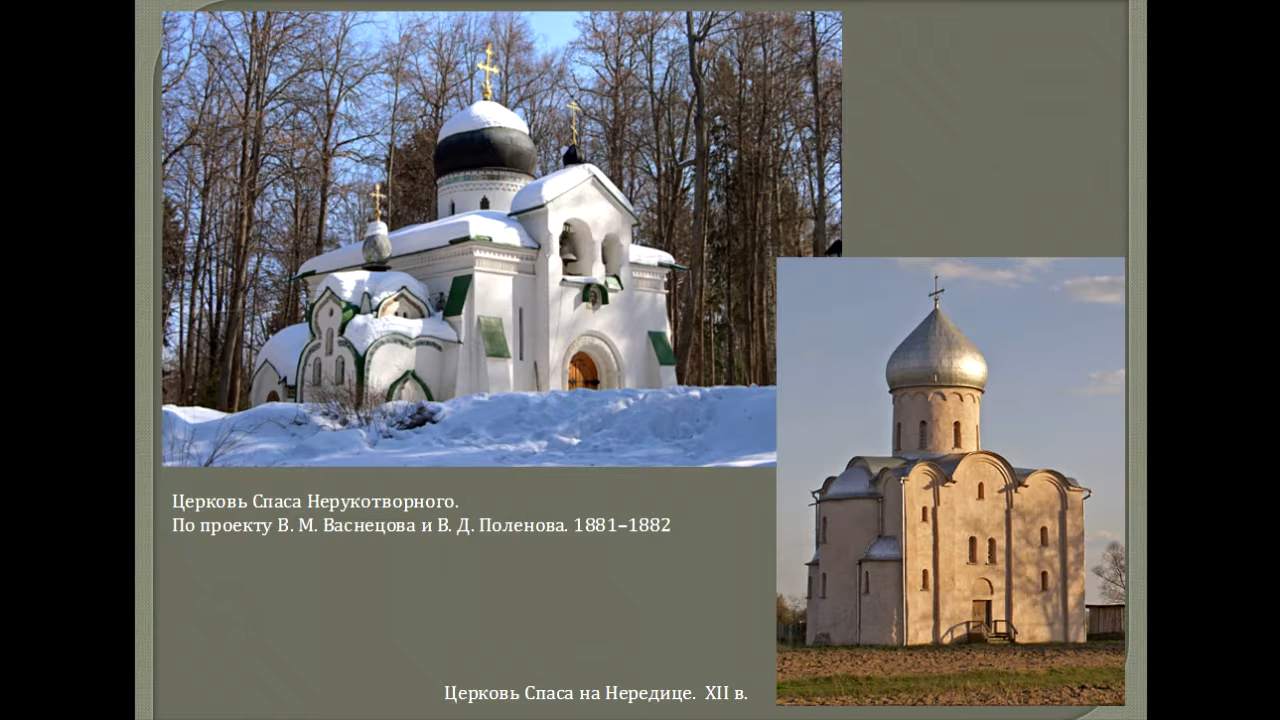 Церковь Спаса Нерукотворного.
По проекту В. М. Васнецова и В. Д. Поленова. 1881–1882
Церковь Спаса на Нередице. XII в.